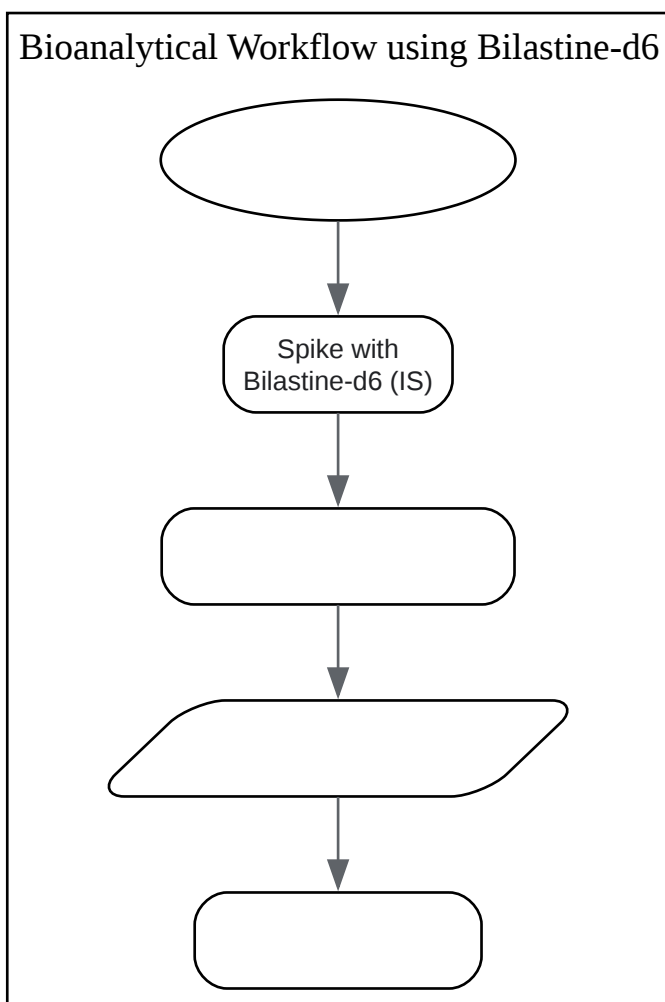 Bioanalytical Workflow using Bilastine-d6
Spike with
Bilastine-d6 (IS)